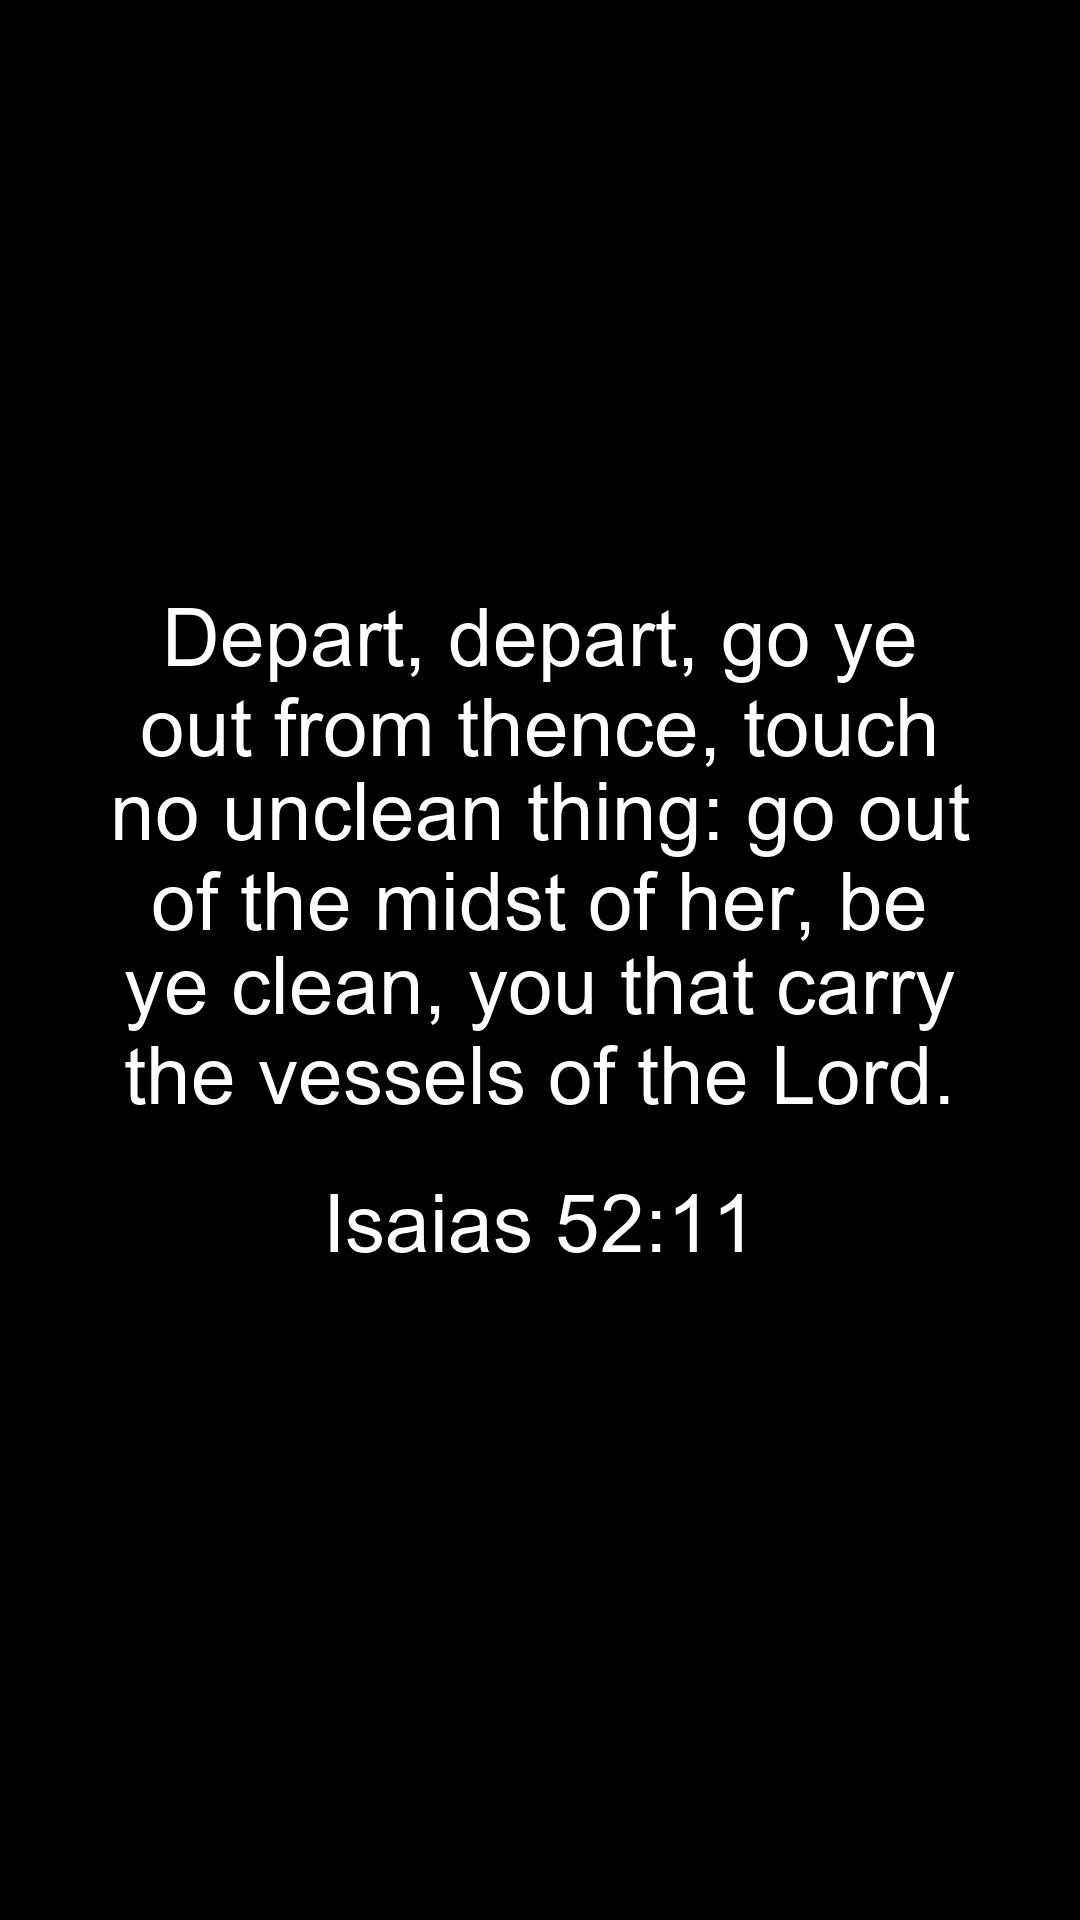 Depart, depart, go ye
out from thence, touch
no unclean thing: go out
of the midst of her, be
ye clean, you that carry
the vessels of the Lord.
Isaias 52:11